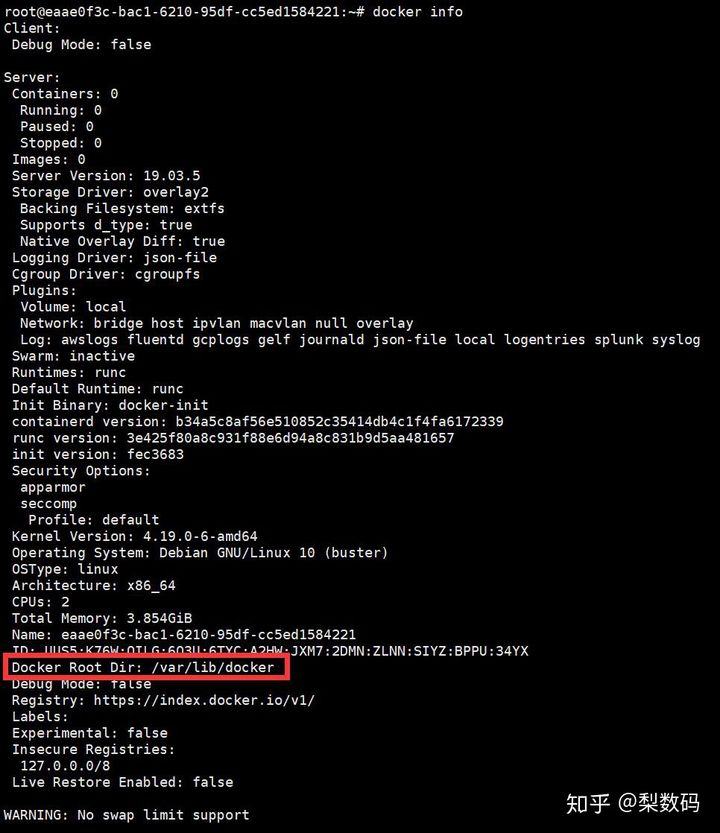 root@eaae0f3c-bac1-6210-95df-cc5ed1584221:~# docker info
Client:
 Debug Mode: false

Server:
 Containers: 0
  Running: 0
  Paused: 0
  Stopped: 0
 Images: 0
 Server Version: 19.03.5
 Storage Driver: overlay2
  Backing Filesystem: extfs
  Supports d_type: true
  Native Overlay Diff: true
 Logging Driver: json-file
 Cgroup Driver: cgroupfs
 Plugins:
  Volume: local
  Network: bridge host ipvlan macvlan null overlay
  Log: awslogs fluentd gcplogs gelf journald json-file local logentries splunk syslog
 Swarm: inactive
 Runtimes: runc
 Default Runtime: runc
 Init Binary: docker-init
 containerd version: b34a5c8af56e510852c35414db4c1f4fa6172339
 runc version: 3e425f80a8c931f88e6d94a8c831b9d5aa481657
 init version: fec3683
 Security Options:
  apparmor
  seccomp
   Profile: default
 Kernel Version: 4.19.0-6-amd64
 Operating System: Debian GNU/Linux 10 (buster)
 OSType: linux
 Architecture: x86_64
 CPUs: 2
 Total Memory: 3.854GiB
 Name: eaae0f3c-bac1-6210-95df-cc5ed1584221
 ID: JXM7:2DMN:ZLNN:SIYZ:BPPU:34YX
 Docker Root Dir: /var/lib/docker
 Debug Mode: false
 Registry: https://index.docker.io/v1/
 Labels:
 Experimental: false
 Insecure Registries:
  127.0.0.0/8
 Live Restore Enabled: false

WARNING: No swap limit support
知乎 @梨数码